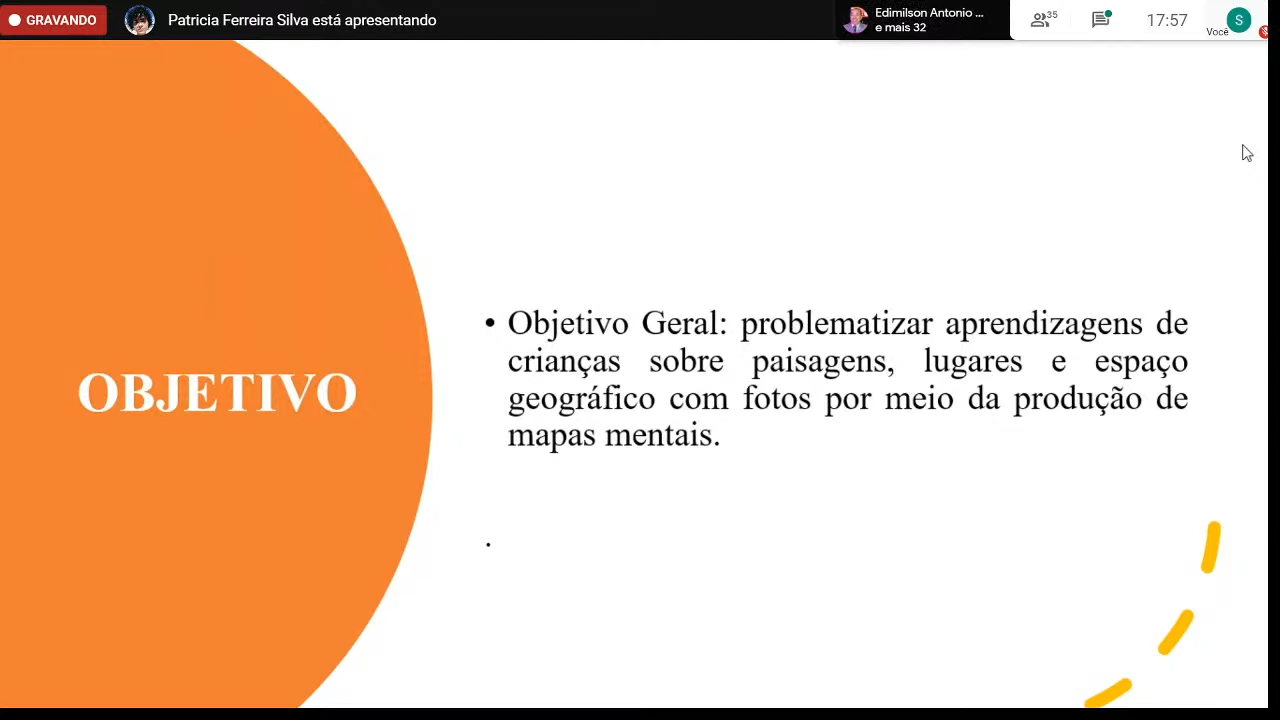 GRAVANDO
Patricia Ferreira Silva está apresentando
Edimilson Antonio ...
e mais 32
35
17:57
S
Você
OBJETIVO
• Objetivo Geral: problematizar aprendizagens de
crianças sobre paisagens, lugares e espaço
geográfico com fotos por meio da produção de
mapas mentais.
.